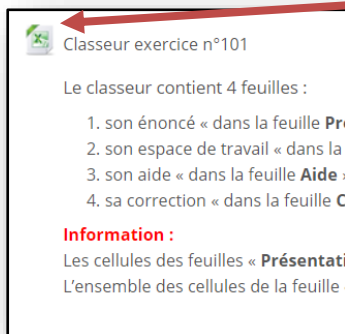 Classeur exercice n°101
Le classeur contient 4 feuilles :
1. son énoncé « dans la feuille
2. son espace de travail « dans la
3. son aide « dans la feuille Aide »
4. sa correction « dans la feuille
Information :
Les cellules des feuilles «
L'ensemble des cellules de la feuille